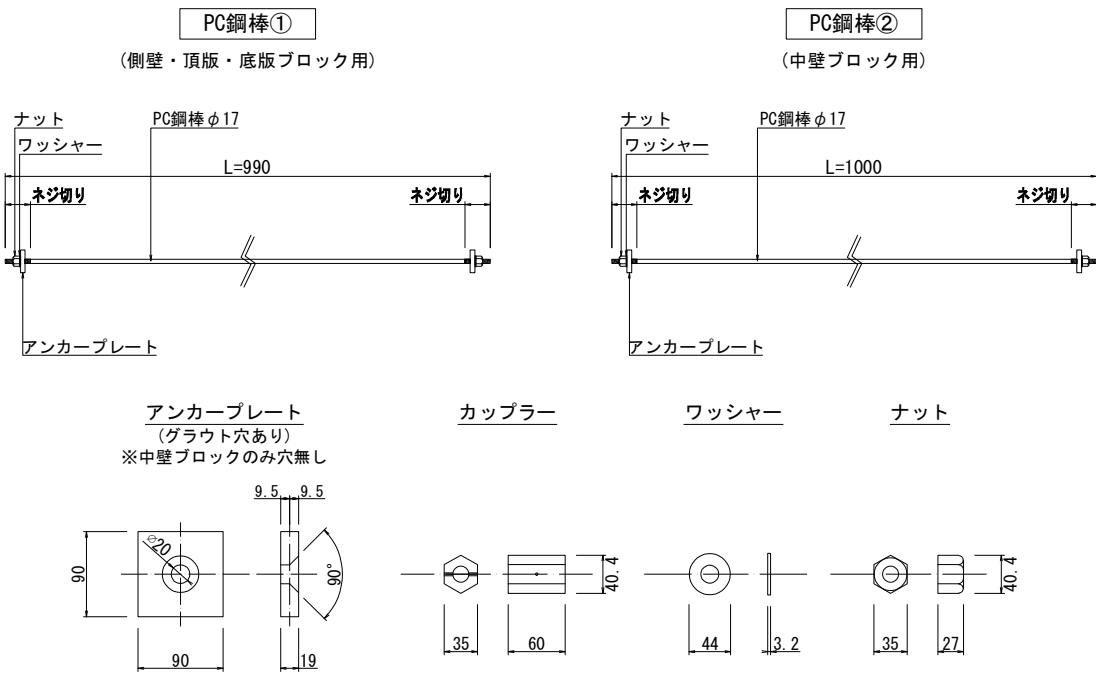 PC鋼棒①
(側壁・頂版・底版ブロック用)
ナット
PC鋼棒φ17
ワッシャー
L=990
ネジ切り
ネジ切り
アンカープレート
PC鋼棒②
(中壁ブロック用)
ナット
PC鋼棒φ17
ワッシャー
L=1000
ネジ切り
ネジ切り
アンカープレート
アンカープレート
(グラウト穴あり)
※中壁ブロックのみ穴無し
9.5
9.5
⌀20
90
90°
90
19
カップラー
40.4
35
60
ワッシャー
44
3.2
ナット
40.4
35
27